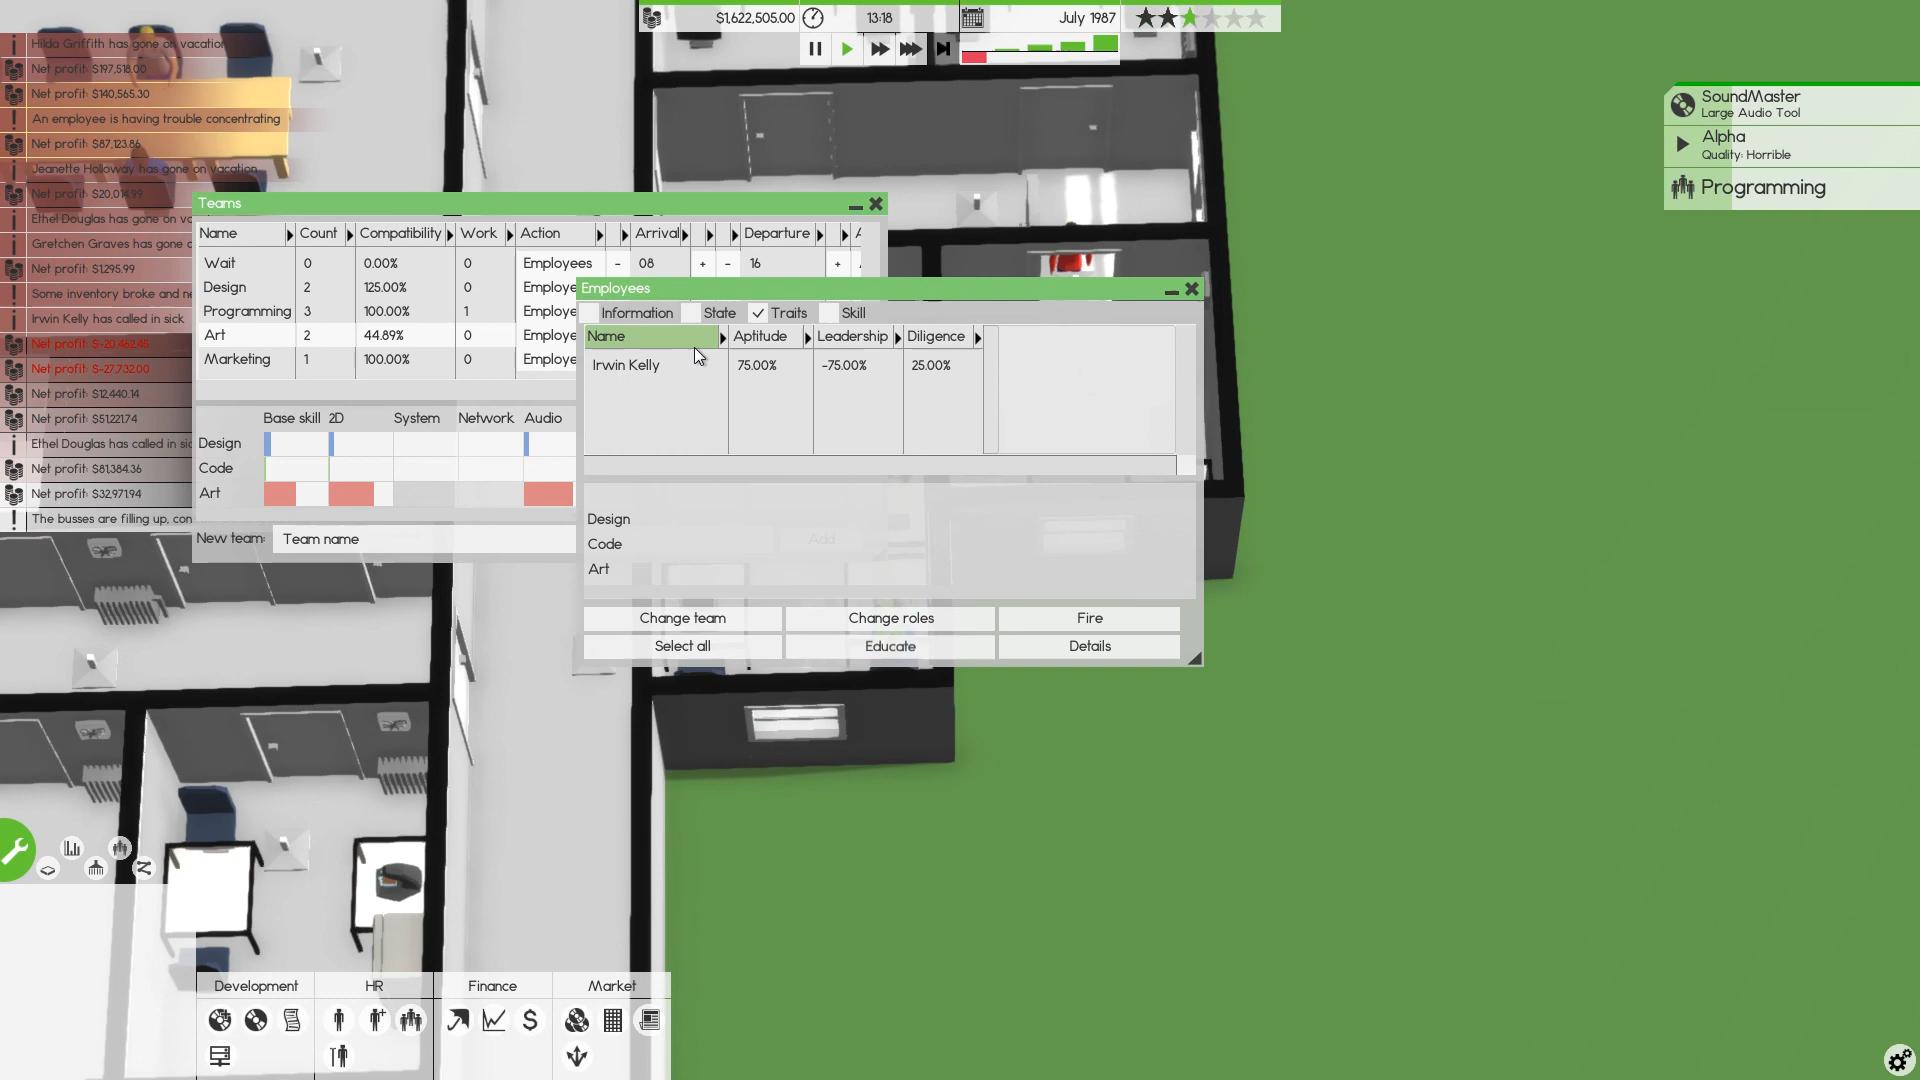 $1,622,505.00
13:18
July 1987
Hilda Griffith has gone on vacation
Net profit: $197,518.00
Net profit: $140,565.30
An employee is having trouble concentrating
Net profit: $87,123.86
Jeanette Holloway has gone on vacation
Net profit: $20,014.99
Ethel Douglas has gone on va
Gretchen Graves has gone o
Net profit: $1,295.99
Some inventory broke and ne
Irwin Kelly has called in sick
Net profit: $-20,462.45
Net profit: $-27,732.00
Net profit: $12,440.14
Net profit: $51,221.74
Ethel Douglas has called in sic
Net profit: $81,384.36
Net profit: $32,971.94
The busses are filling up, con
SoundMaster
Large Audio Tool
Alpha
Quality: Horrible
Programming
Teams
Name Count Compatibility Work Action Arrival Departure A
Wait 0 0.00% 0 Employees - 08 + - 16 +
Design 2 125.00% 0 Employe
Programming 3 100.00% 1 Employe
Art 2 44.89% 0 Employe
Marketing 1 100.00% 0 Employe
Base skill 2D System Network Audio
Design
Code
Art
New team: Team name
Add
Employees
Information State Traits Skill
Name Aptitude Leadership Diligence
Irwin Kelly 75.00% -75.00% 25.00%
Design
Code
Art
Change team Change roles Fire
Select all Educate Details
Development HR Finance Market